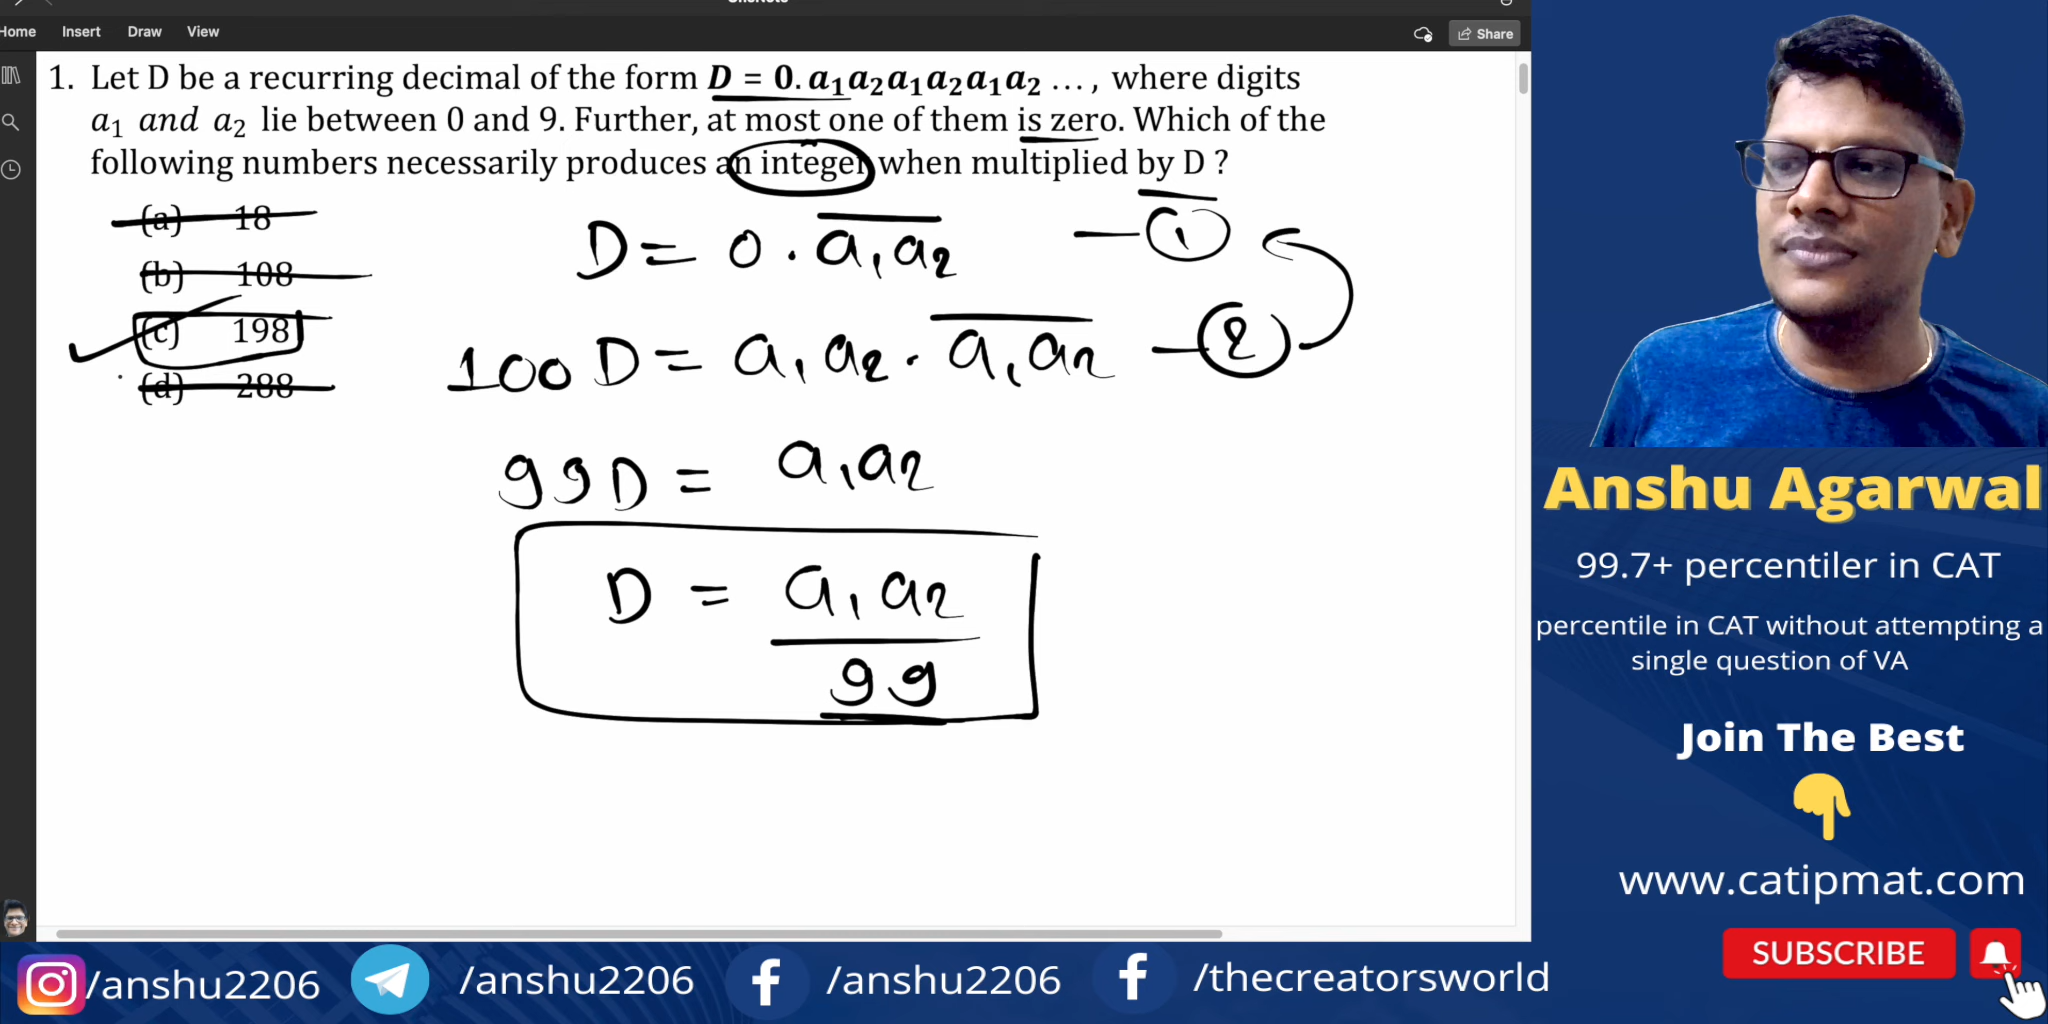 OneNote
Home Insert Draw View
Share
1. Let D be a recurring decimal of the form D = 0. a₁a₂a₁a₂a₁a₂ ..., where digits
a₁ and a₂ lie between 0 and 9. Further, at most one of them is zero. Which of the
following numbers necessarily produces an integer when multiplied by D ?
(a) 18
(b) 108
(c) 198
(d) 288
D = 0 . a₁a₂ — 1
100 D = a₁a₂ . a₁a₂ — 2
99D = a₁a₂
D = a₁a₂
99
Anshu Agarwal
99.7+ percentiler in CAT
percentile in CAT without attempting a
single question of VA
Join The Best
www.catipmat.com
SUBSCRIBE
/anshu2206 /anshu2206 /anshu2206 /thecreatorsworld